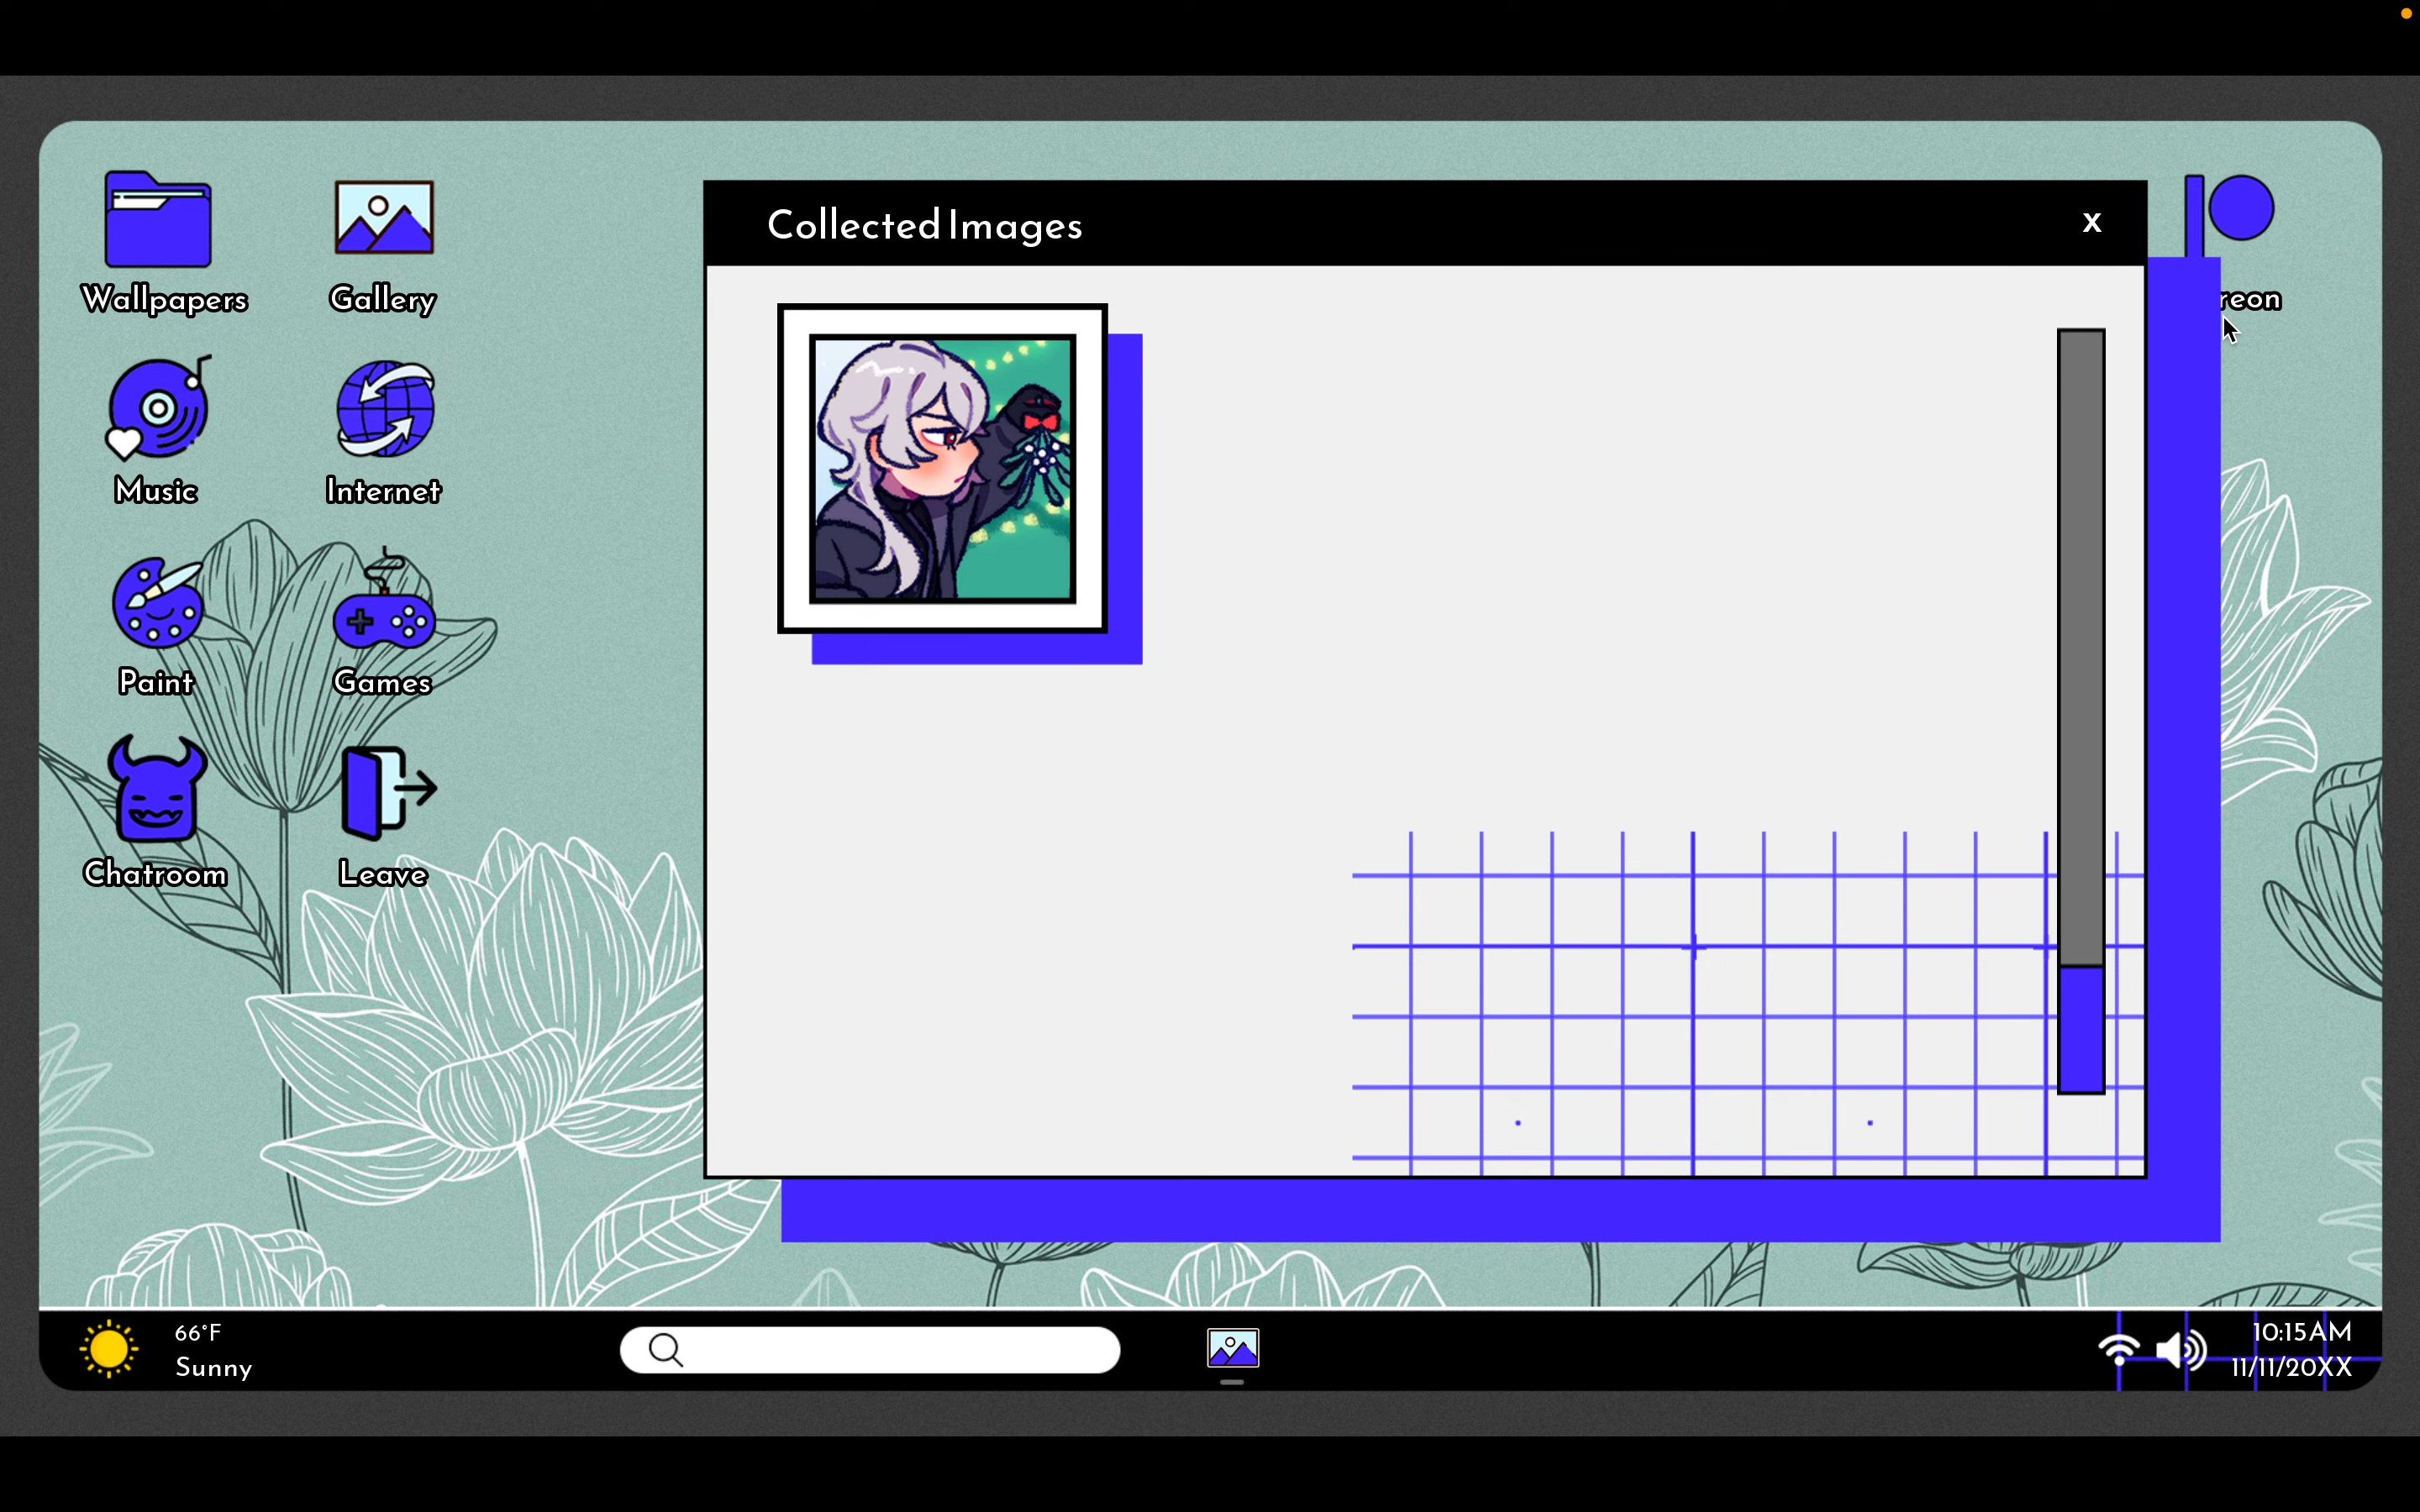 Collected Images
x
Wallpapers
Gallery
Music
Internet
Paint
Games
Chatroom
Leave
reon
66°F
Sunny
10:15AM
11/11/20XX